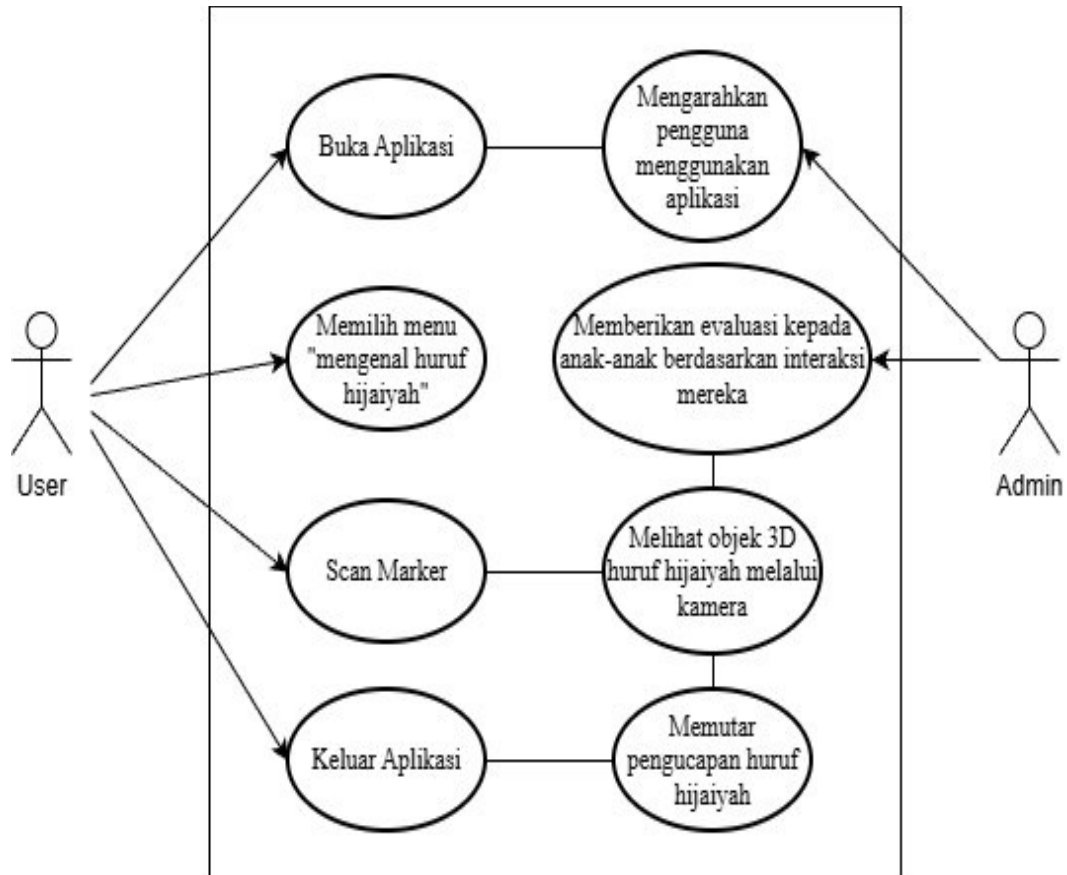 Buka Aplikasi
Mengarahkan
pengguna
menggunakan
aplikasi
Memilih menu
"mengenal huruf
hijaiyah"
Memberikan evaluasi kepada
anak-anak berdasarkan interaksi
mereka
User
Admin
Scan Marker
Melihat objek 3D
huruf hijaiyah melalui
kamera
Keluar Aplikasi
Memutar
pengucapan huruf
hijaiyah